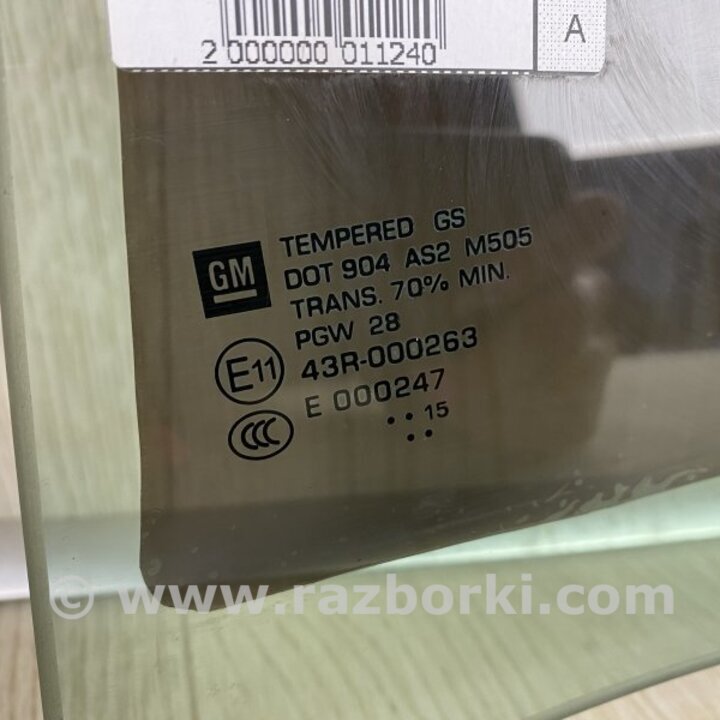 2 000000 011240
A
TEMPERED GS
GM
DOT 904 AS2 M505
TRANS. 70% MIN.
PGW 28
E11
43R-000263
E 000247
CCC
. . 15
. .
© www.razborki.com